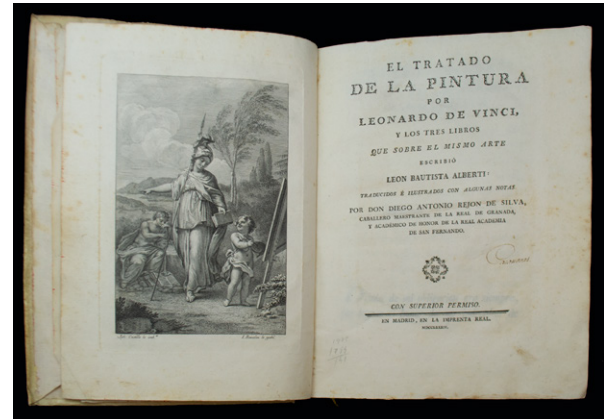 EL TRATADO
DE LA PINTURA
POR
LEONARDO DE VINCI,
Y LOS TRES LIBROS
QUE SOBRE EL MISMO ARTE
ESCRIBIÓ
LEON BAUTISTA ALBERTI:
TRADUCIDOS É ILUSTRADOS CON ALGUNAS NOTAS
POR DON DIEGO ANTONIO REJON DE SILVA,
CABALLERO MAESTRANTE DE LA REAL DE GRANADA,
Y ACADÉMICO DE HONOR DE LA REAL ACADEMIA
DE SAN FERNANDO.
CON SUPERIOR PERMISO.
EN MADRID, EN LA IMPRENTA REAL.